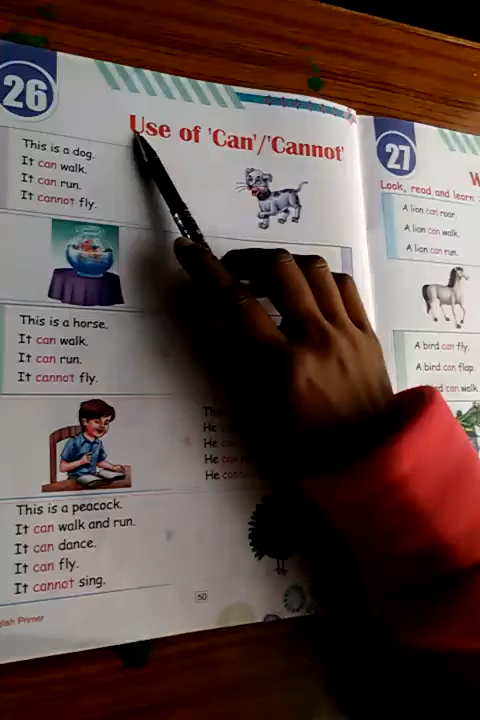 26
Use of 'Can'/'Cannot'
This is a dog.
It can walk.
It can run.
It cannot fly.
This is a horse.
It can walk.
It can run.
It cannot fly.
He
He
He
He
This is a peacock.
It can walk and run.
It can dance.
It can fly.
It cannot sing.
50
Primer
27
Look, read and learn
A lion can roar.
A lion can walk.
A lion can run.
A bird can fly.
A bird can flap.
can walk